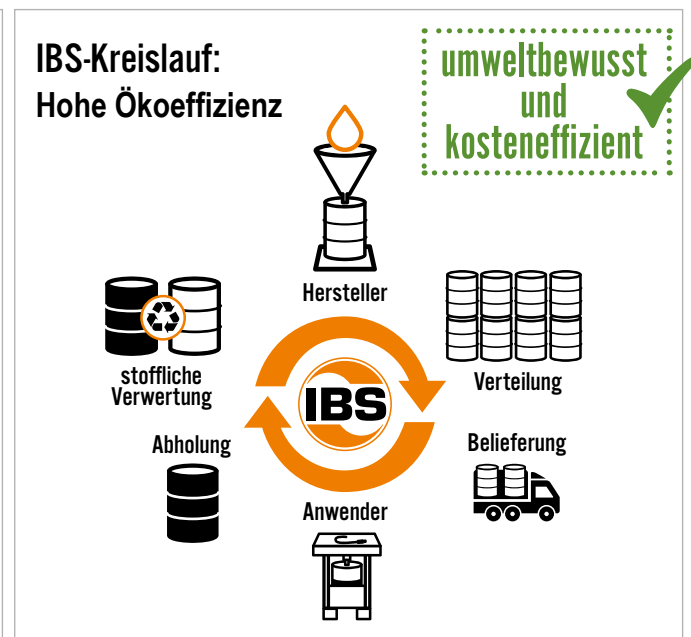 IBS-Kreislauf:
Hohe Ökoeffizienz
umweltbewusst
und
kosteneffizient
Hersteller
Verteilung
Belieferung
Anwender
Abholung
stoffliche
Verwertung
IBS